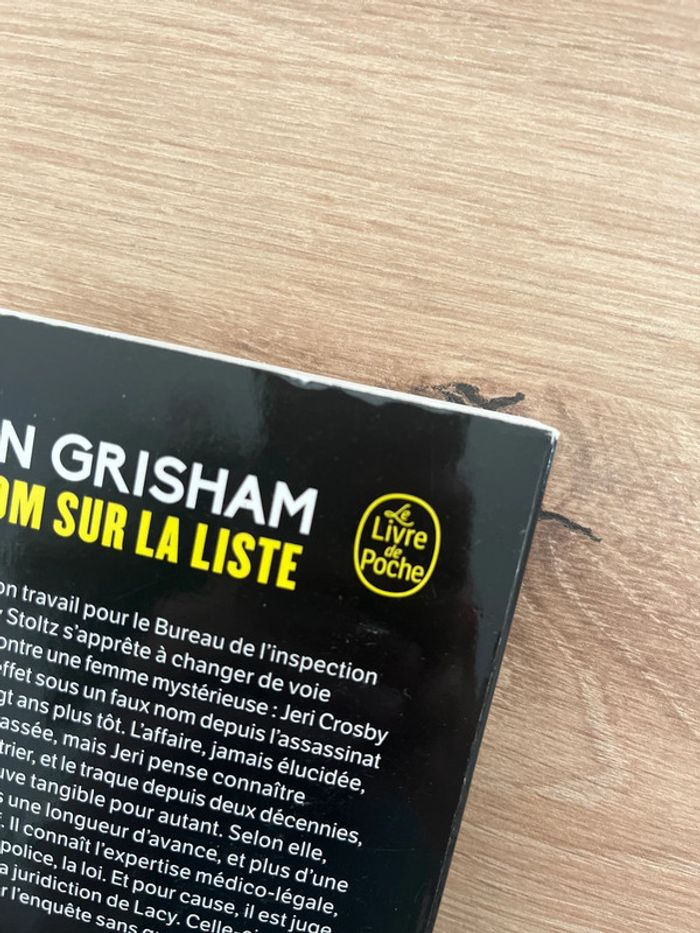 N GRISHAM
OM SUR LA LISTE
Le
Livre
de
Poche
on travail pour le Bureau de l'inspection
Stoltz s'apprête à changer de voie
ontre une femme mystérieuse : Jeri Crosby
effet sous un faux nom depuis l'assassinat
gt ans plus tôt. L'affaire, jamais élucidée,
assée, mais Jeri pense connaître
trier, et le traque depuis deux décennies,
uve tangible pour autant. Selon elle,
s une longueur d'avance, et plus d'une
f. Il connaît l'expertise médico-légale,
police, la loi. Et pour cause, il est juge
a juridiction de Lacy. Celle-ci
r l'enquête sans